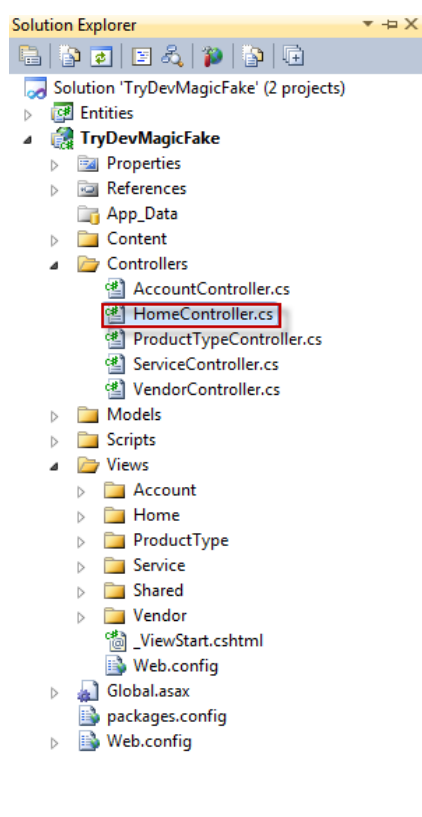 Solution Explorer
Solution 'TryDevMagicFake' (2 projects)
Entities
TryDevMagicFake
Properties
References
App_Data
Content
Controllers
AccountController.cs
HomeController.cs
ProductTypeController.cs
ServiceController.cs
VendorController.cs
Models
Scripts
Views
Account
Home
ProductType
Service
Shared
Vendor
_ViewStart.cshtml
Web.config
Global.asax
packages.config
Web.config